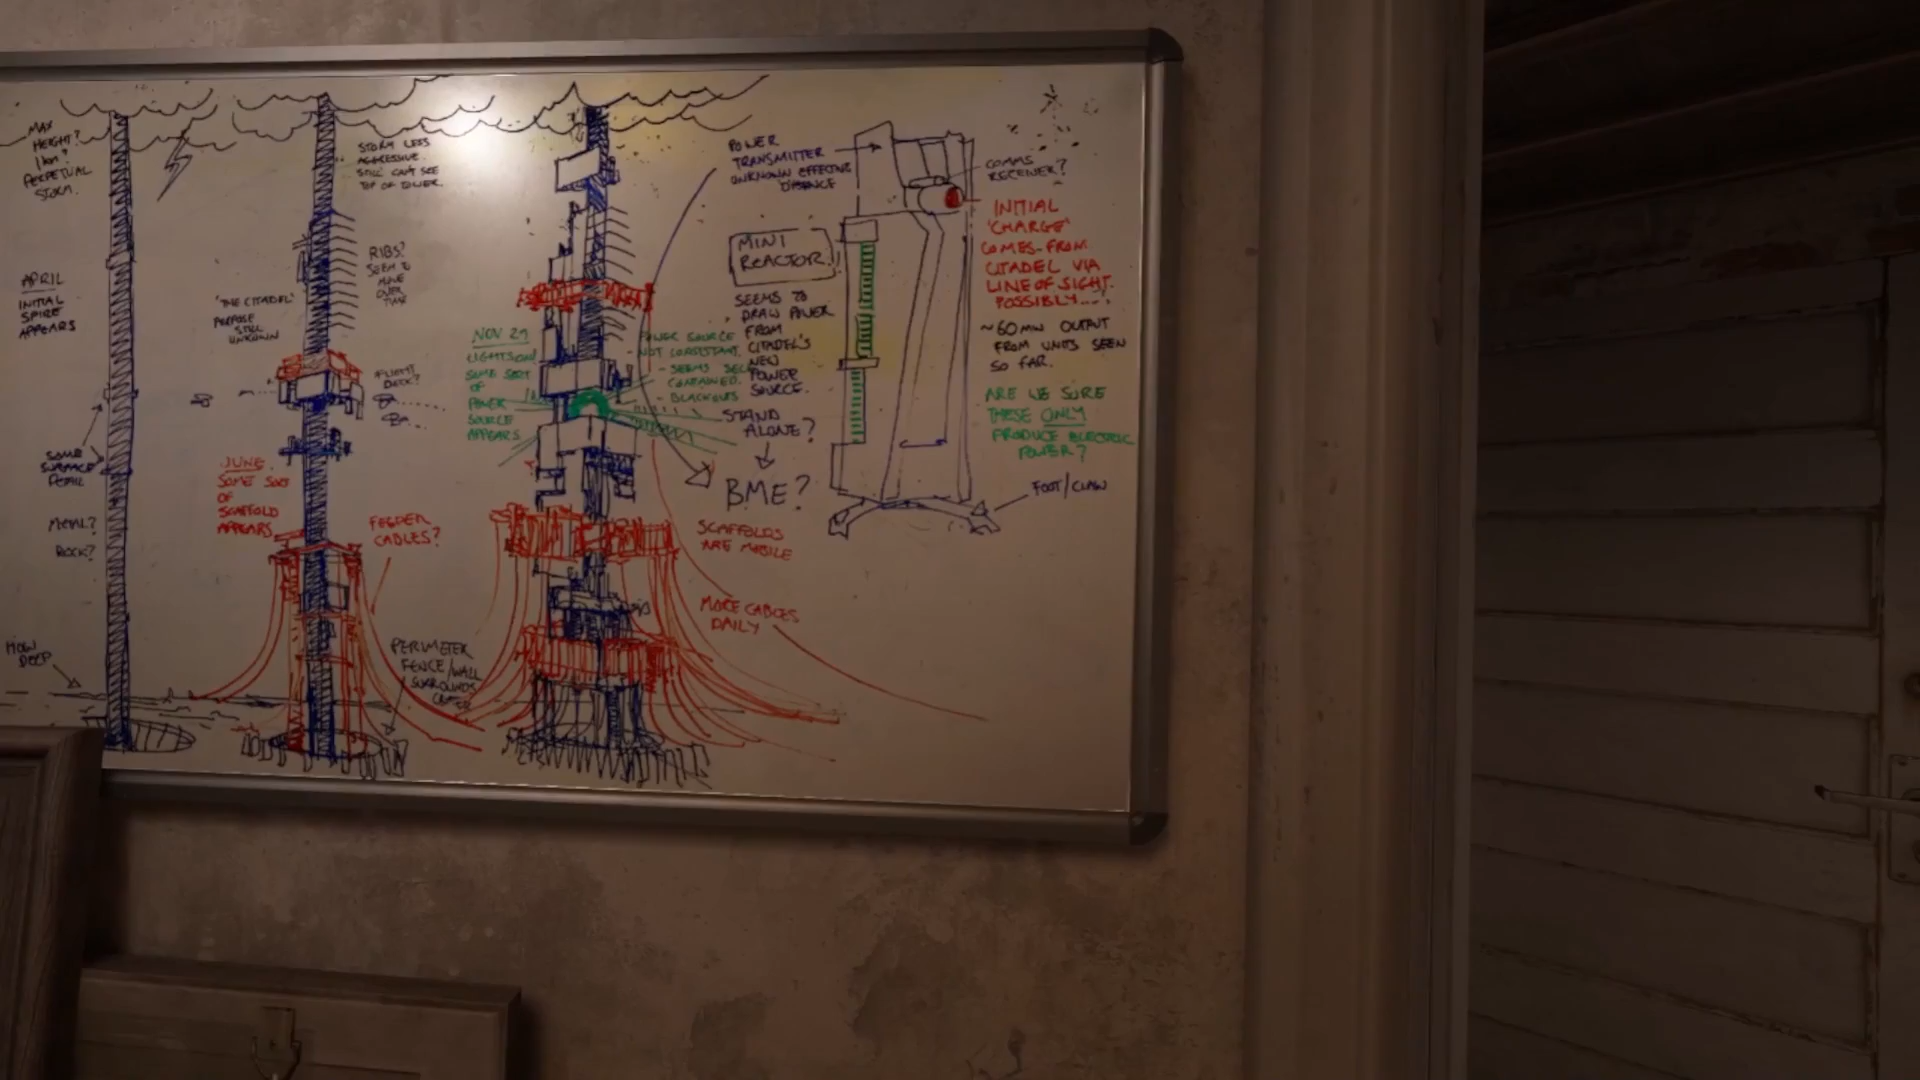 MAX
HEIGHT?
1KM?
PERPETUAL
STORM.
APRIL
INITIAL
SPIRE
APPEARS
SOME
SURFACE
DETAIL
METAL?
ROCK?
HOW
DEEP
STORM LESS
AGGRESSIVE.
STILL CAN'T SEE
TOP OF TOWER.
RIBS?
SEEM TO
MOVE
OVER
TIME
'THE CITADEL'
PURPOSE
STILL
UNKNOWN
FLIGHT
DECK?
JUNE.
SOME SORT
OF
SCAFFOLD
APPEARS
FEEDER
CABLES?
PERIMETER
FENCE/WALL
SURROUNDS
CRATER
NOV 29
LIGHTS ON
SOME SORT
OF
POWER
SOURCE
APPEARS
POWER SOURCE
NOT CONSISTANT.
- SEEMS SELF
CONTAINED.
- BLACKOUTS
SCAFFOLDS
ARE MOBILE
MORE CABLES
DAILY
POWER
TRANSMITTER
UNKNOWN EFFECTIVE
DISTANCE
MINI
REACTOR.
SEEMS TO
DRAW POWER
FROM
CITADEL'S
NEW
POWER
SOURCE.
STAND
ALONE?
BME?
COMMS
RECEIVER?
INITIAL
'CHARGE'
COMES FROM
CITADEL VIA
LINE OF SIGHT.
POSSIBLY...?
~60MW OUTPUT
FROM UNITS SEEN
SO FAR.
ARE WE SURE
THESE ONLY
PRODUCE ELECTRIC
POWER?
FOOT/CLAW